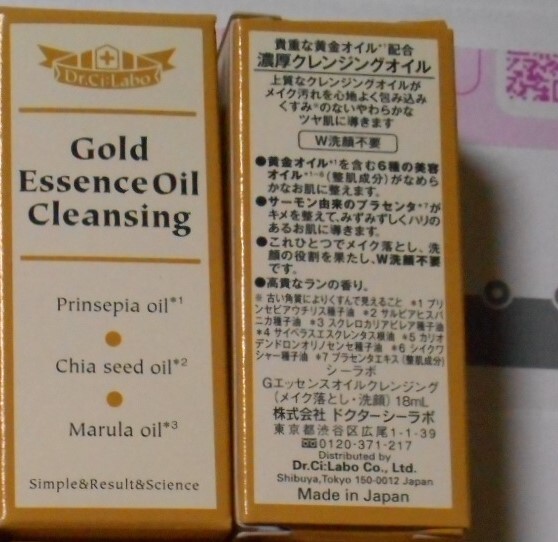 Dr.Ci:Labo
Gold
Essence Oil
Cleansing
Prinsepia oil*1
Chia seed oil*2
Marula oil*3
Simple&Result&Science
貴重な黄金オイル*1配合
濃厚クレンジングオイル
上質なクレンジングオイルが
メイク汚れを心地よく包み込み
くすみ※のないやわらかな
ツヤ肌に導きます
W洗顔不要
●黄金オイル*1を含む6種の美容
オイル*1~6(整肌成分)がなめら
かなお肌に整えます。
●サーモン由来のプラセンタ*7が
キメを整えて、みずみずしくハリの
あるお肌に導きます。
●これひとつでメイク落とし、洗
顔の役割を果たし、W洗顔不要
です。
●高貴なランの香り。
※ 古い角質によりくすんで見えること *1 プリ
ンセピアウチリス種子油 *2 サルビアヒスパ
ニカ種子油 *3 スクレロカリアビレア種子油
*4 サイペラスエスクレンタス根油 *5 カリオ
デンドロンオリノセンセ種子油 *6 シイクワ
シャー種子油 *7 プラセンタエキス(整肌成分)
シーラボ
Gエッセンスオイルクレンジング
(メイク落とし・洗顔) 18mL
株式会社 ドクターシーラボ
東京都渋谷区広尾1-1-39
0120-371-217
Distributed by
Dr.Ci:Labo Co., Ltd.
Shibuya,Tokyo 150-0012 Japan
Made in Japan